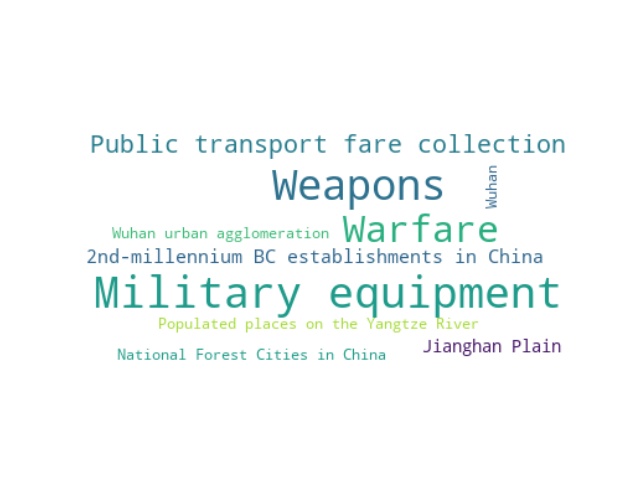 Public transport fare collection
Weapons
Wuhan
Warfare
Wuhan urban agglomeration
2nd-millennium BC establishments in China
Military equipment
Populated places on the Yangtze River
Jianghan Plain
National Forest Cities in China